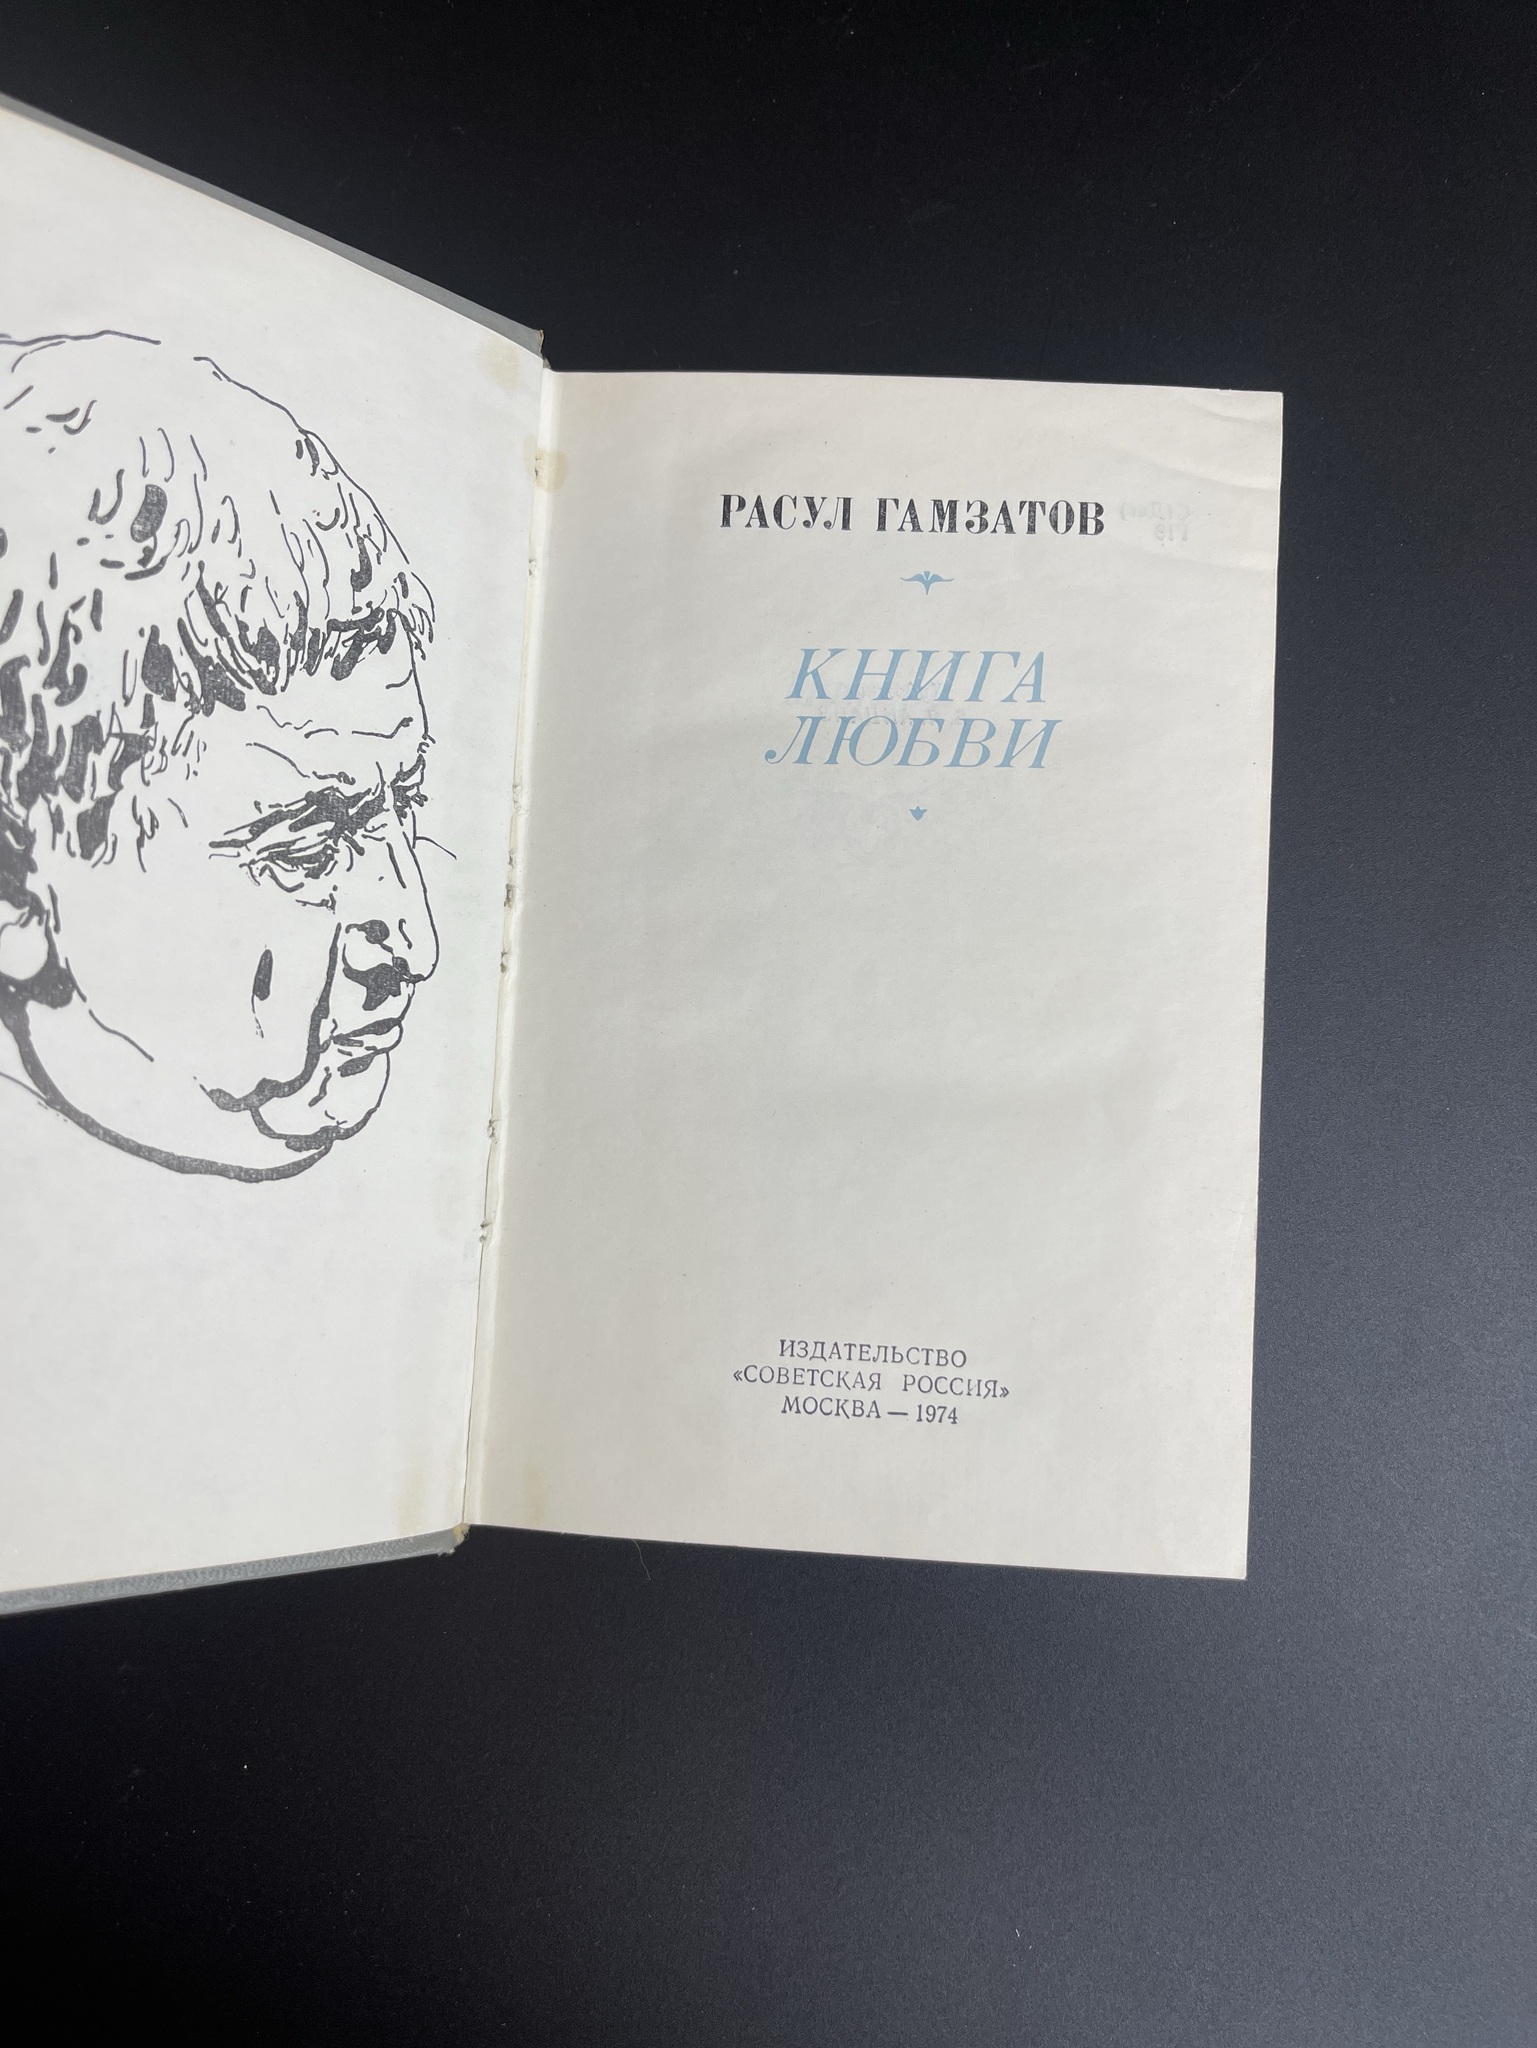 РАСУЛ ГАМЗАТОВ
КНИГА
ЛЮБВИ
ИЗДАТЕЛЬСТВО
«СОВЕТСКАЯ РОССИЯ»
МОСКВА — 1974